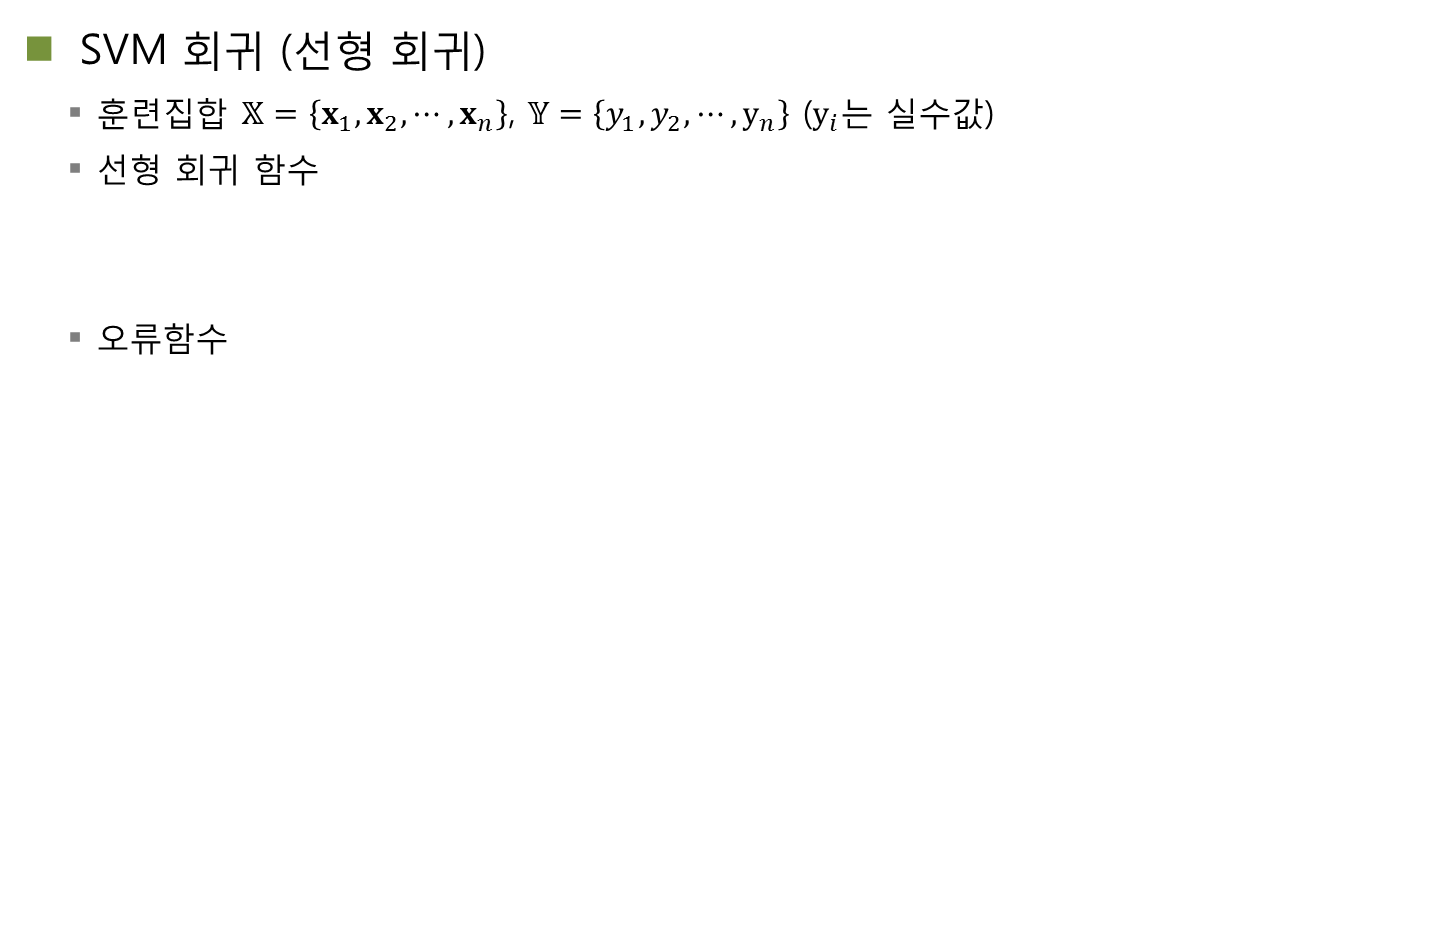 SVM 회귀 (선형 회귀)
훈련집합 𝕏 = {𝐱₁, 𝐱₂, ⋯ , 𝐱ₙ}, 𝕐 = {𝑦₁, 𝑦₂, ⋯ , yₙ} (yᵢ는 실수값)
선형 회귀 함수
오류함수